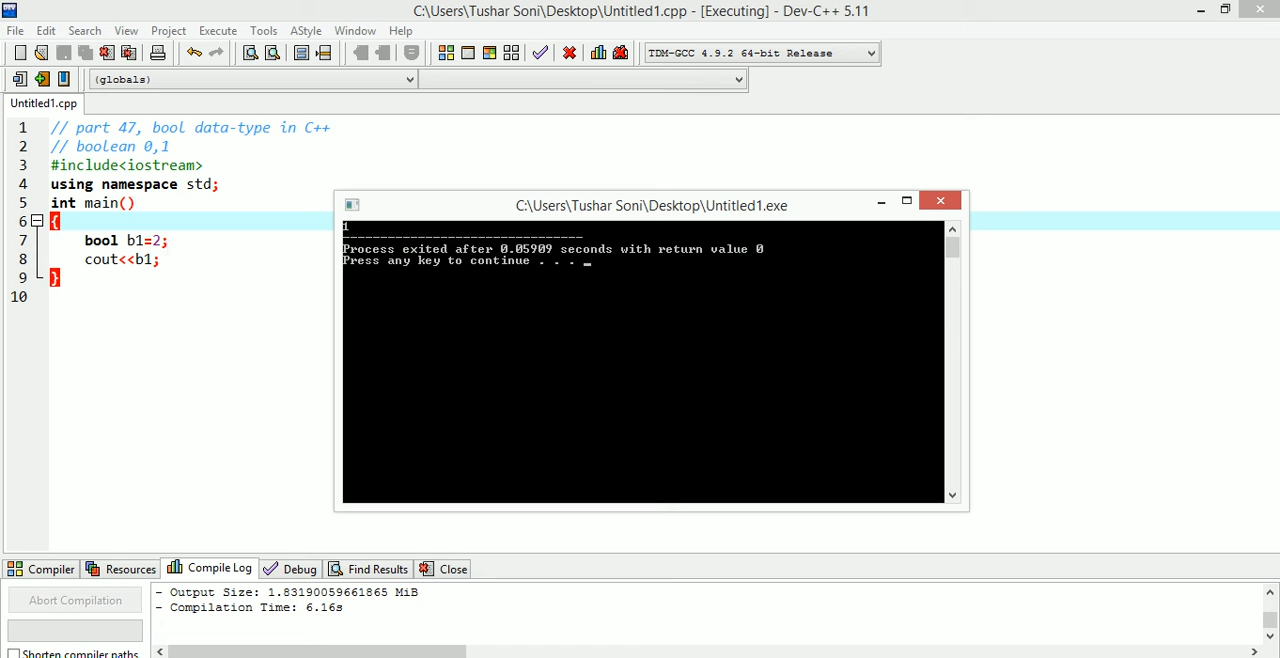 C:\Users\Tushar Soni\Desktop\Untitled1.cpp - [Executing] - Dev-C++ 5.11
File Edit Search View Project Execute Tools AStyle Window Help
TDM-GCC 4.9.2 64-bit Release
(globals)
Untitled1.cpp
1 // part 47, bool data-type in C++
2 // boolean 0,1
3 #include<iostream>
4 using namespace std;
5 int main()
6 {
7 bool b1=2;
8 cout<<b1;
9 }
10
C:\Users\Tushar Soni\Desktop\Untitled1.exe
1
--------------------------------
Process exited after 0.05909 seconds with return value 0
Press any key to continue . . . _
Compiler Resources Compile Log Debug Find Results Close
Abort Compilation
Shorten compiler paths
- Output Size: 1.83190059661865 MiB
- Compilation Time: 6.16s